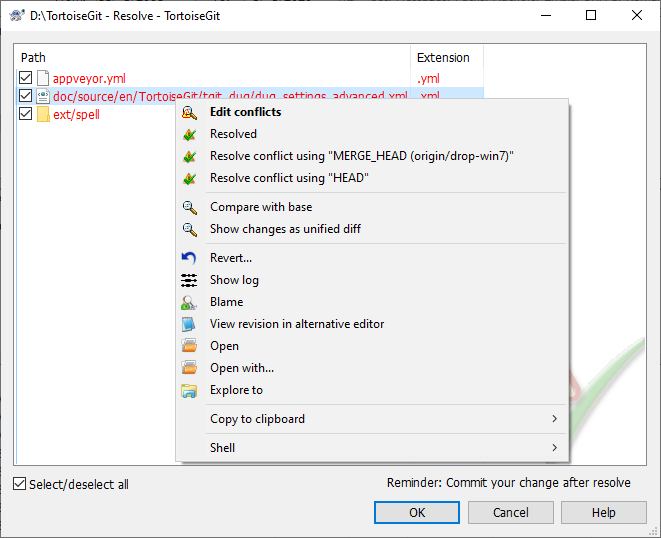 D:\TortoiseGit - Resolve - TortoiseGit
Path Extension
appveyor.yml .yml
doc/source/en/TortoiseGit/tgit_dug/dug_settings_advanced.xml .xml
ext/spell
Edit conflicts
Resolved
Resolve conflict using "MERGE_HEAD (origin/drop-win7)"
Resolve conflict using "HEAD"
Compare with base
Show changes as unified diff
Revert...
Show log
Blame
View revision in alternative editor
Open
Open with...
Explore to
Copy to clipboard
Shell
Select/deselect all
Reminder: Commit your change after resolve
OK Cancel Help